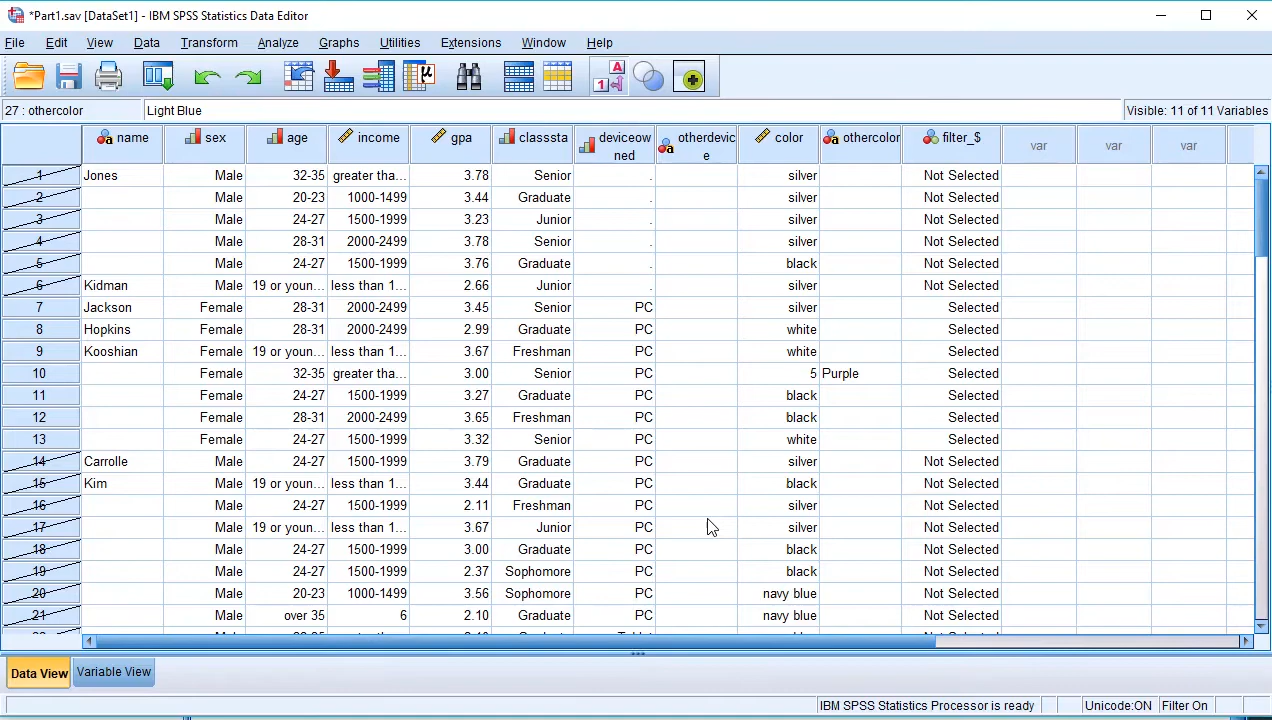 *Part1.sav [DataSet1] - IBM SPSS Statistics Data Editor
File Edit View Data Transform Analyze Graphs Utilities Extensions Window Help
27 : othercolor Light Blue Visible: 11 of 11 Variables
name sex age income gpa classsta deviceow ned otherdevic e color othercolor filter_$ var var var
1 Jones Male 32-35 greater tha... 3.78 Senior . silver Not Selected
2 Male 20-23 1000-1499 3.44 Graduate . silver Not Selected
3 Male 24-27 1500-1999 3.23 Junior . silver Not Selected
4 Male 28-31 2000-2499 3.78 Senior . silver Not Selected
5 Male 24-27 1500-1999 3.76 Graduate . black Not Selected
6 Kidman Male 19 or youn... less than 1... 2.66 Junior . silver Not Selected
7 Jackson Female 28-31 2000-2499 3.45 Senior PC silver Selected
8 Hopkins Female 28-31 2000-2499 2.99 Graduate PC white Selected
9 Kooshian Female 19 or youn... less than 1... 3.67 Freshman PC white Selected
10 Female 32-35 greater tha... 3.00 Senior PC 5 Purple Selected
11 Female 24-27 1500-1999 3.27 Graduate PC black Selected
12 Female 28-31 2000-2499 3.65 Freshman PC black Selected
13 Female 24-27 1500-1999 3.32 Senior PC white Selected
14 Carrolle Male 24-27 1500-1999 3.79 Graduate PC silver Not Selected
15 Kim Male 19 or youn... less than 1... 3.44 Graduate PC silver Not Selected
16 Male 24-27 1500-1999 2.11 Freshman PC silver Not Selected
17 Male 19 or youn... less than 1... 3.67 Junior PC silver Not Selected
18 Male 24-27 1500-1999 3.00 Graduate PC black Not Selected
19 Male 24-27 1500-1999 2.37 Sophomore PC black Not Selected
20 Male 20-23 1000-1499 3.56 Sophomore PC navy blue Not Selected
21 Male over 35 6 2.10 Graduate PC navy blue Not Selected
Data View Variable View
IBM SPSS Statistics Processor is ready Unicode:ON Filter On